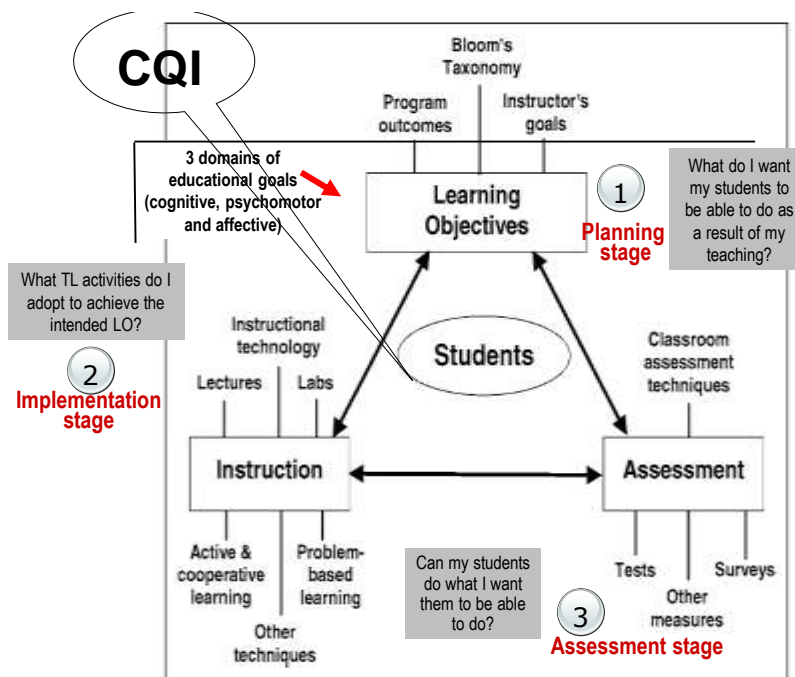 CQI
Bloom's
Taxonomy
Program
outcomes
Instructor's
goals
3 domains of
educational goals
(cognitive, psychomotor
and affective)
Learning
Objectives
1
Planning
stage
What do I want
my students to
be able to do as
a result of my
teaching?
What TL activities do I
adopt to achieve the
intended LO?
2
Implementation
stage
Instructional
technology
Lectures
Labs
Students
Classroom
assessment
techniques
Instruction
Assessment
Active &
cooperative
learning
Problem-
based
learning
Other
techniques
Can my students
do what I want
them to be able
to do?
Tests
Surveys
Other
measures
3
Assessment stage